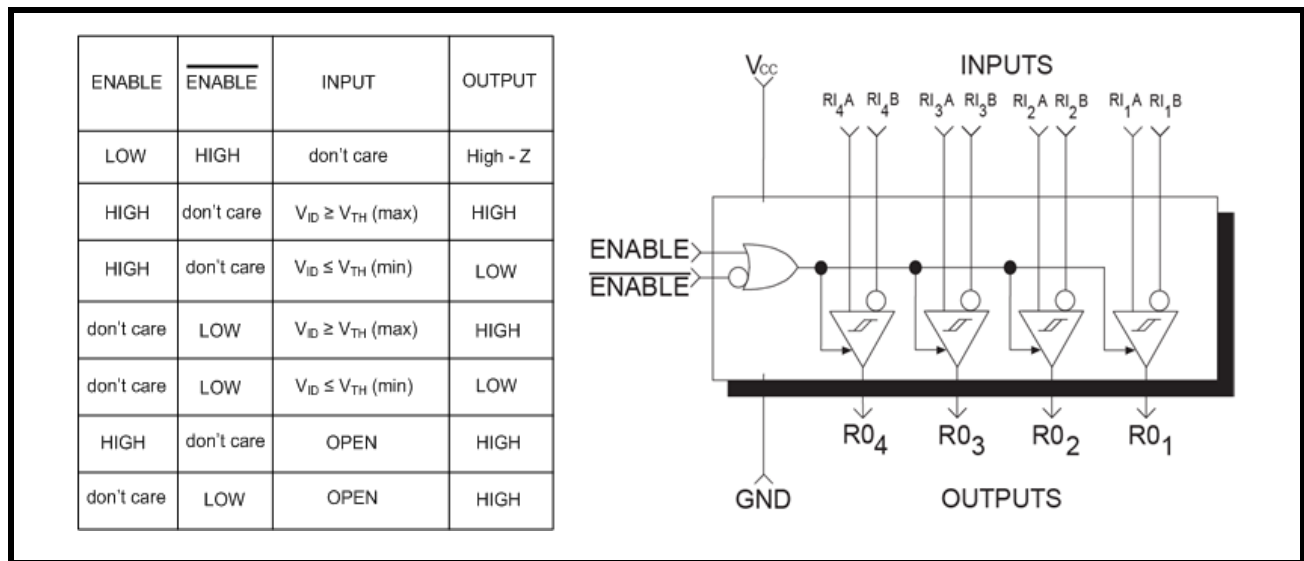 ENABLE E̅N̅A̅B̅L̅E̅ INPUT OUTPUT
LOW HIGH don't care High - Z
HIGH don't care V_ID ≥ V_TH (max) HIGH
HIGH don't care V_ID ≤ V_TH (min) LOW
don't care LOW V_ID ≥ V_TH (max) HIGH
don't care LOW V_ID ≤ V_TH (min) LOW
HIGH don't care OPEN HIGH
don't care LOW OPEN HIGH
Vcc INPUTS
RI4A RI4B RI3A RI3B RI2A RI2B RI1A RI1B
ENABLE
E̅N̅A̅B̅L̅E̅
R04 R03 R02 R01
GND OUTPUTS